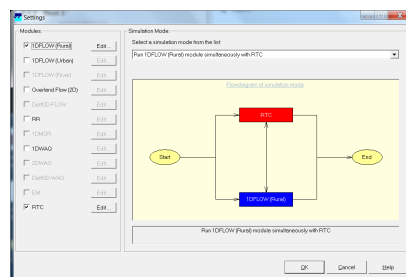 Settings
Modules:
1DFLOW (Rural) Edit...
1DFLOW (Urban) Edit...
1DFLOW (River) Edit...
Delft3D-FLOW Edit...
Overland Flow (2D) Edit...
RR Edit...
1DMOR Edit...
1DWAQ Edit...
2DWAQ Edit...
Delft3D-WAQ Edit...
EM Edit...
RTC Edit...
Simulation Mode:
Select a simulation mode from the list:
Run 1DFLOW (Rural) module simultaneously with RTC
Flowdiagram of simulation mode
RTC
Start
End
1DFLOW (Rural)
Run 1DFLOW (Rural) module simultaneously with RTC
OK Cancel Help